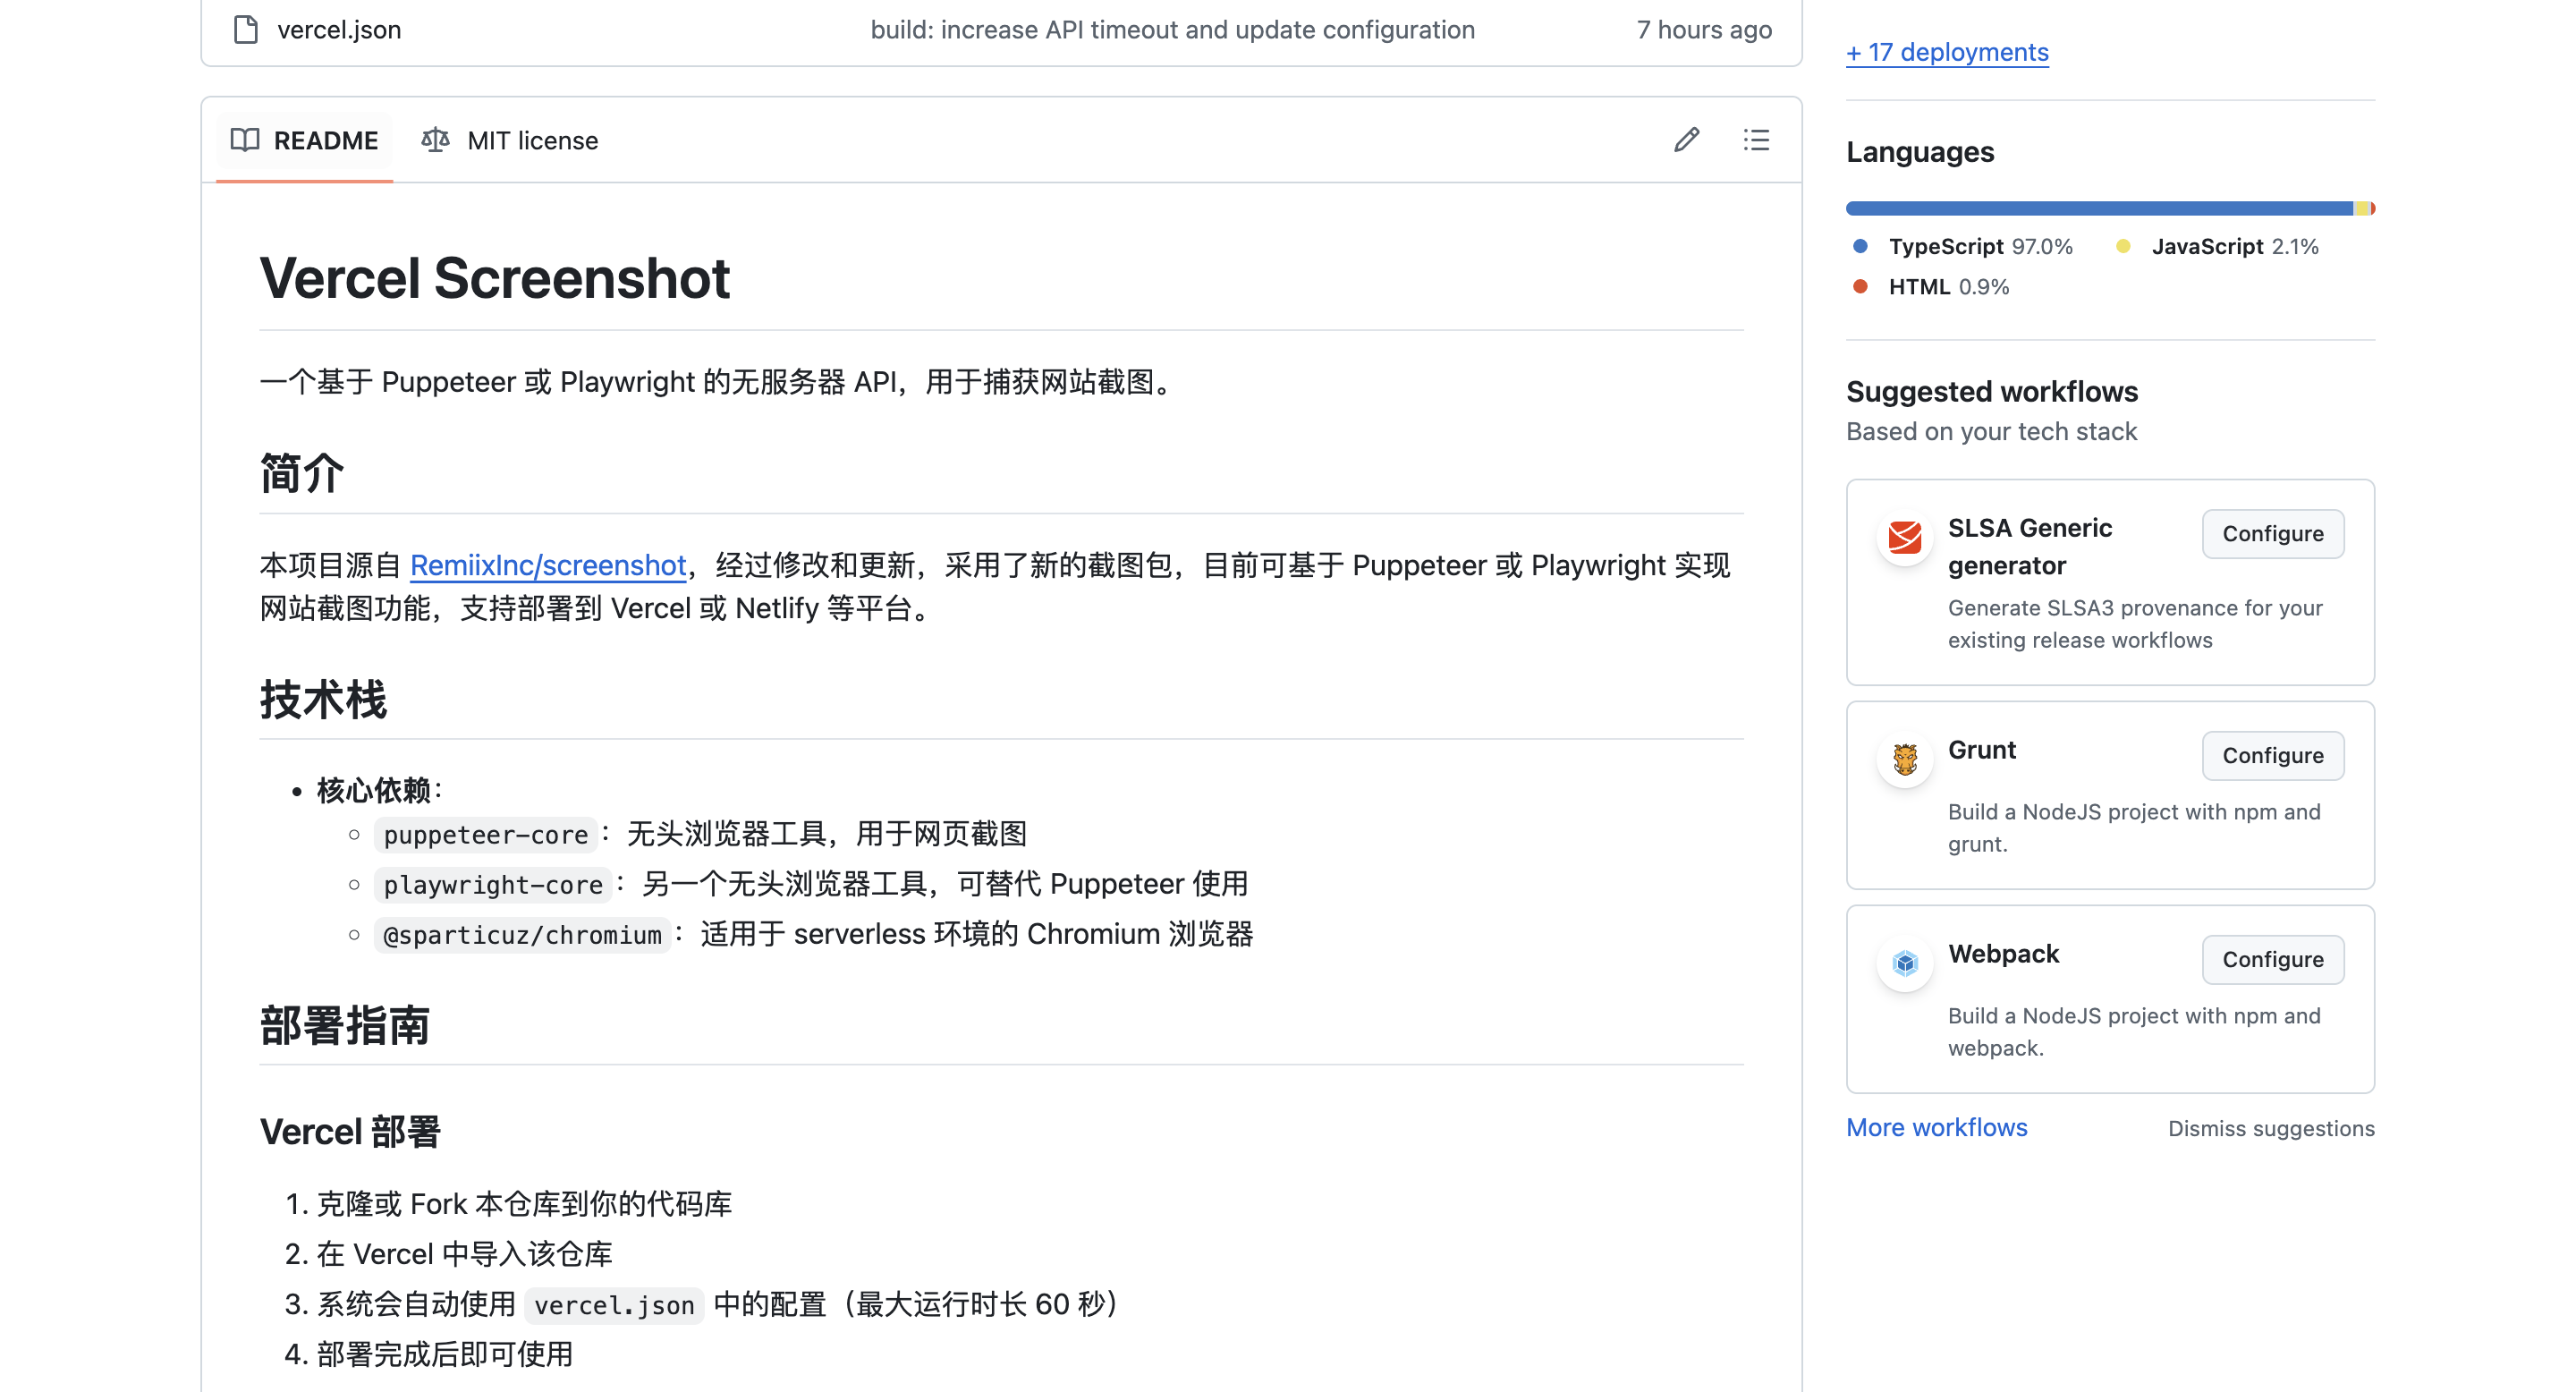 vercel.json build: increase API timeout and update configuration 7 hours ago
README MIT license
Vercel Screenshot
一个基于 Puppeteer 或 Playwright 的无服务器 API，用于捕获网站截图。
简介
本项目源自 RemiixInc/screenshot，经过修改和更新，采用了新的截图包，目前可基于 Puppeteer 或 Playwright 实现
网站截图功能，支持部署到 Vercel 或 Netlify 等平台。
技术栈
• 核心依赖：
◦ puppeteer-core：无头浏览器工具，用于网页截图
◦ playwright-core：另一个无头浏览器工具，可替代 Puppeteer 使用
◦ @sparticuz/chromium：适用于 serverless 环境的 Chromium 浏览器
部署指南
Vercel 部署
1. 克隆或 Fork 本仓库到你的代码库
2. 在 Vercel 中导入该仓库
3. 系统会自动使用 vercel.json 中的配置（最大运行时长 60 秒）
4. 部署完成后即可使用
+ 17 deployments
Languages
TypeScript 97.0% JavaScript 2.1%
HTML 0.9%
Suggested workflows
Based on your tech stack
SLSA Generic
generator
Configure
Generate SLSA3 provenance for your
existing release workflows
Grunt
Configure
Build a NodeJS project with npm and
grunt.
Webpack
Configure
Build a NodeJS project with npm and
webpack.
More workflows Dismiss suggestions